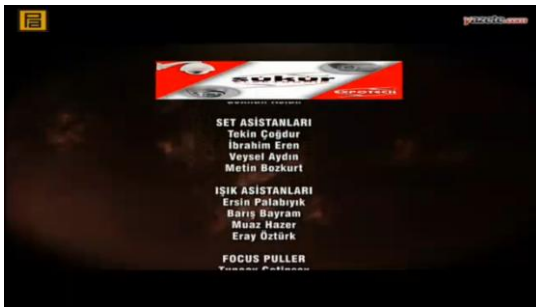 şükür
SET ASİSTANLARI
Tekin Çoğdur
İbrahim Eren
Veysel Aydın
Metin Bozkurt
IŞIK ASİSTANLARI
Ersin Palabıyık
Barış Bayram
Muaz Hazer
Eray Öztürk
FOCUS PULLER